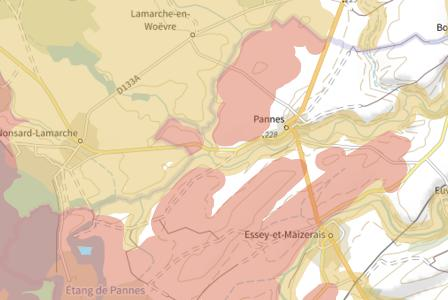 Lamarche-en-
Woëvre
D133A
Pannes
228
Nonsard-Lamarche
Essey-et-Maizerais
Étang de Pannes